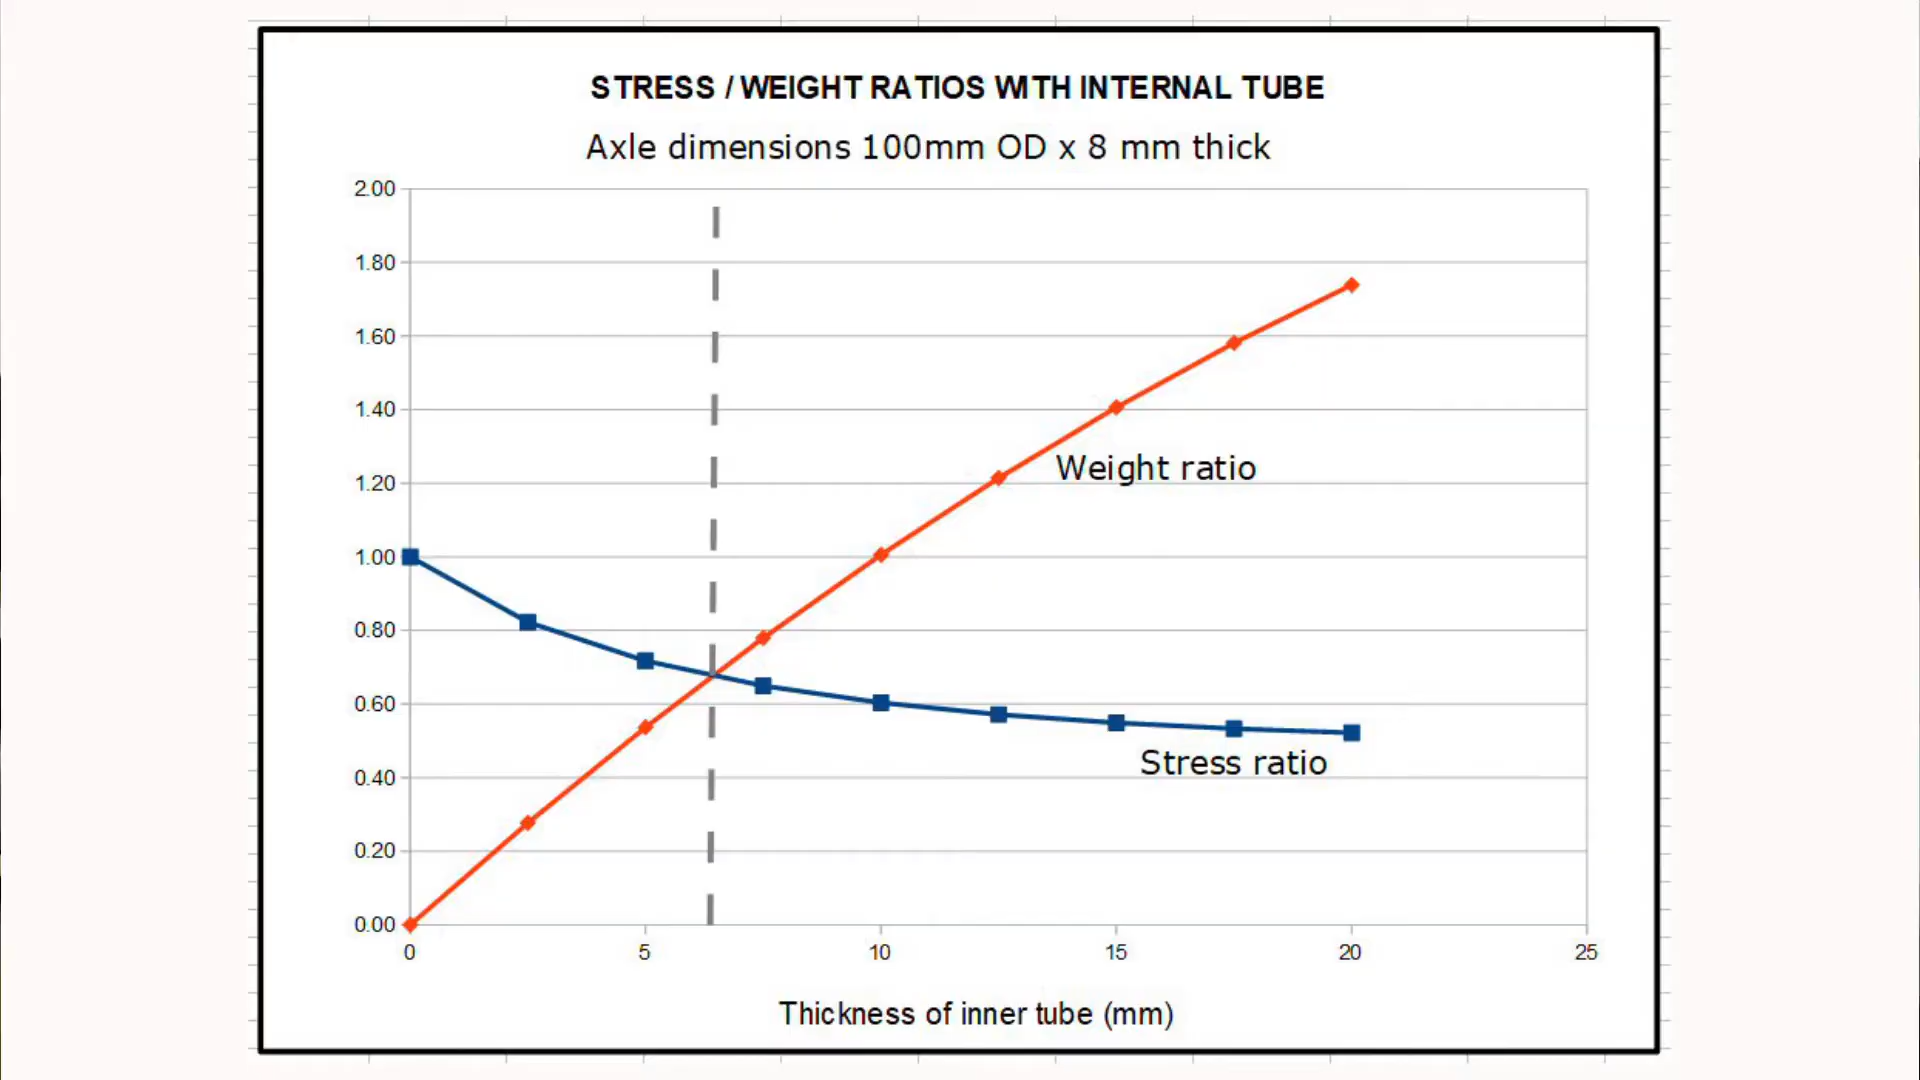 STRESS / WEIGHT RATIOS WITH INTERNAL TUBE
Axle dimensions 100mm OD x 8 mm thick
2.00
1.80
1.60
1.40
Weight ratio
1.20
1.00
0.80
0.60
Stress ratio
0.40
0.20
0.00
0 5 10 15 20 25
Thickness of inner tube (mm)